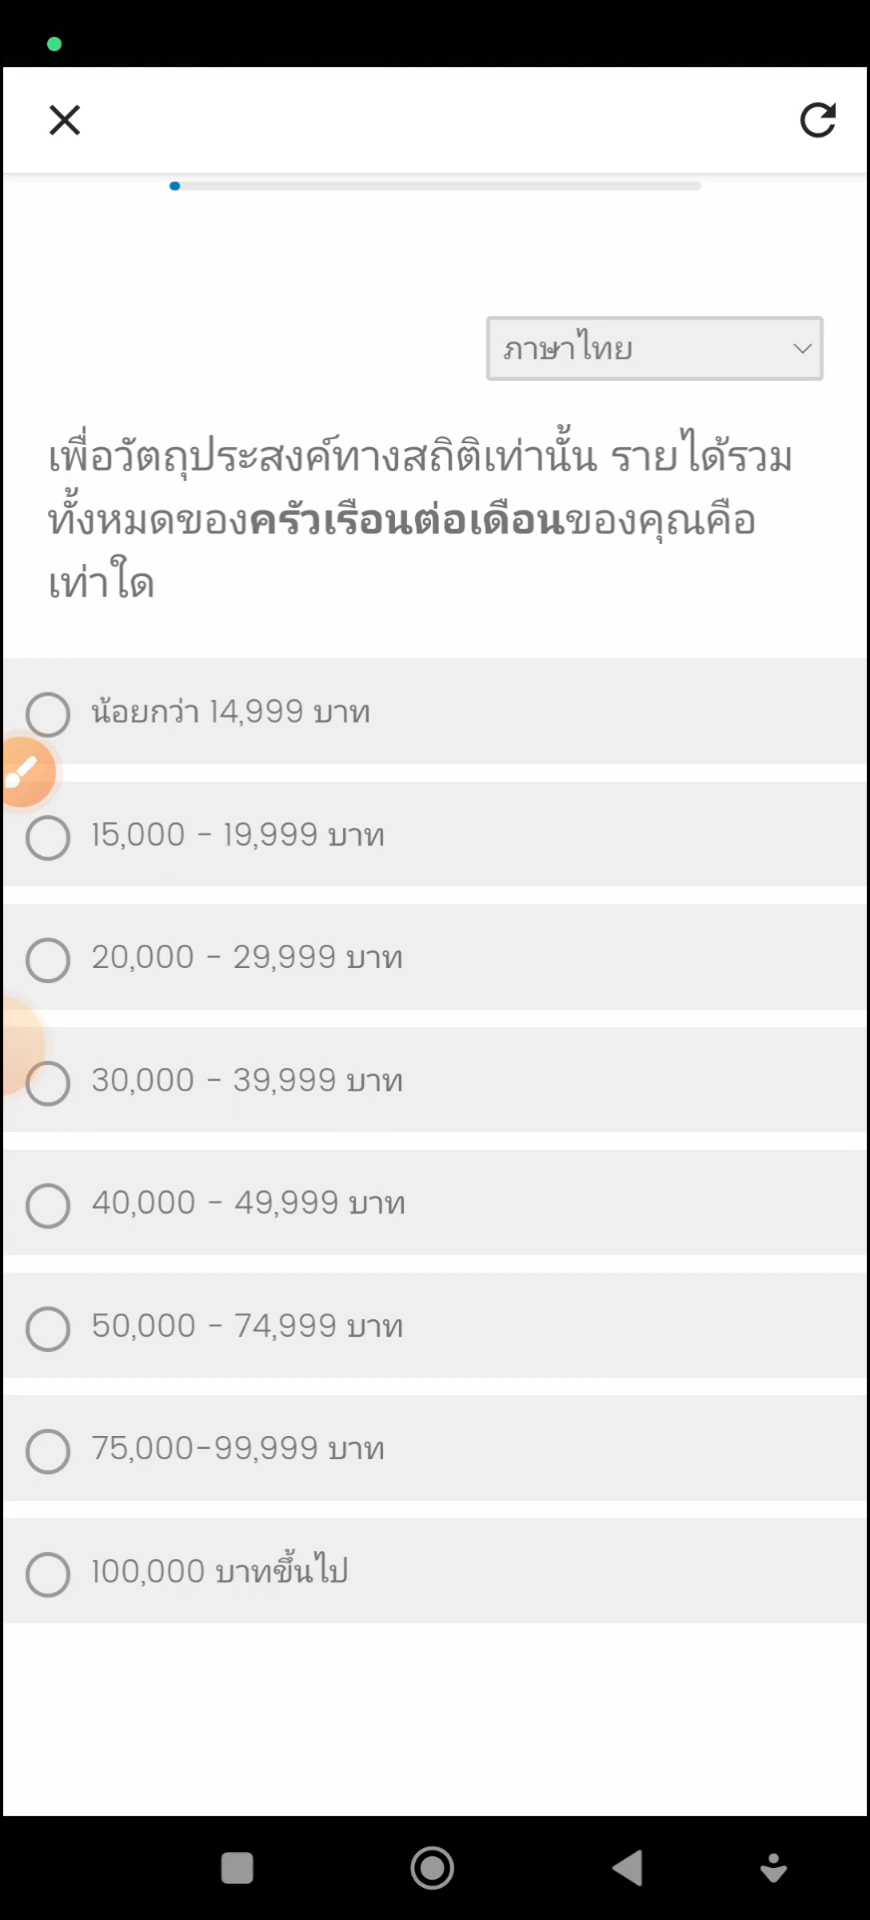 ภาษาไทย
เพื่อวัตถุประสงค์ทางสถิติเท่านั้น รายได้รวม
ทั้งหมดของครัวเรือนต่อเดือนของคุณคือ
เท่าใด
น้อยกว่า 14,999 บาท
15,000 - 19,999 บาท
20,000 - 29,999 บาท
30,000 - 39,999 บาท
40,000 - 49,999 บาท
50,000 - 74,999 บาท
75,000-99,999 บาท
100,000 บาทขึ้นไป